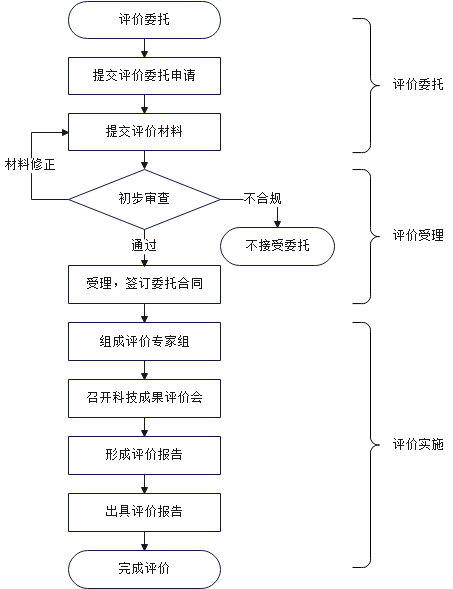 评价委托
提交评价委托申请
评价委托
提交评价材料
材料修正
初步审查
不合规
通过
不接受委托
评价受理
受理，签订委托合同
组成评价专家组
召开科技成果评价会
评价实施
形成评价报告
出具评价报告
完成评价